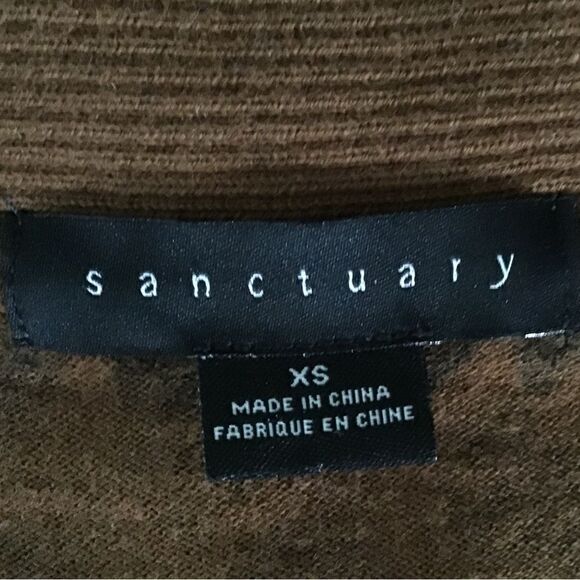 sanctuary
XS
MADE IN CHINA
FABRIQUE EN CHINE